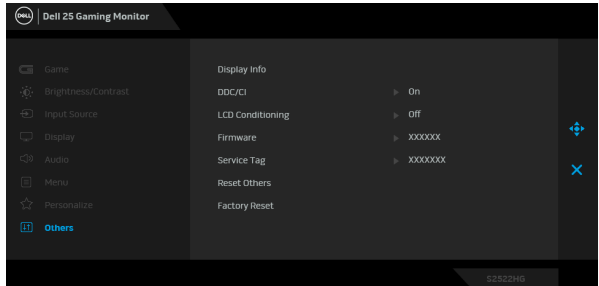 DELL Dell 25 Gaming Monitor
Game
Brightness/Contrast
Input Source
Display
Audio
Menu
Personalize
Others
Display Info
DDC/CI On
LCD Conditioning Off
Firmware XXXXXX
Service Tag XXXXXXX
Reset Others
Factory Reset
S2522HG